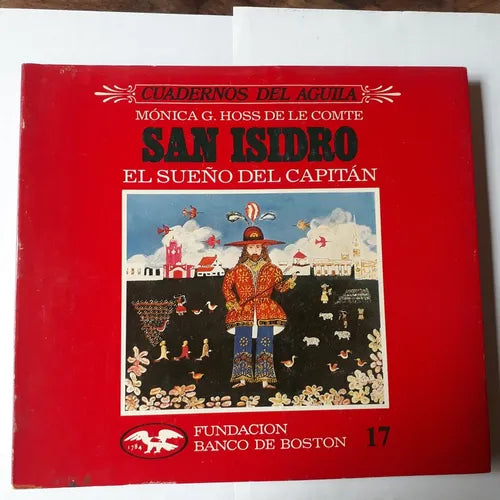 CUADERNOS DEL AGUILA
MÓNICA G. HOSS DE LE COMTE
SAN ISIDRO
EL SUEÑO DEL CAPITÁN
1784
FUNDACION
BANCO DE BOSTON
17